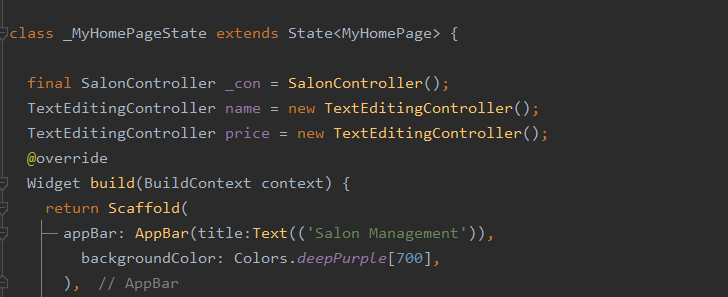 class _MyHomePageState extends State<MyHomePage> {
final SalonController _con = SalonController();
TextEditingController name = new TextEditingController();
TextEditingController price = new TextEditingController();
@override
Widget build(BuildContext context) {
return Scaffold(
appBar: AppBar(title:Text(('Salon Management')),
backgroundColor: Colors.deepPurple[700],
), // AppBar